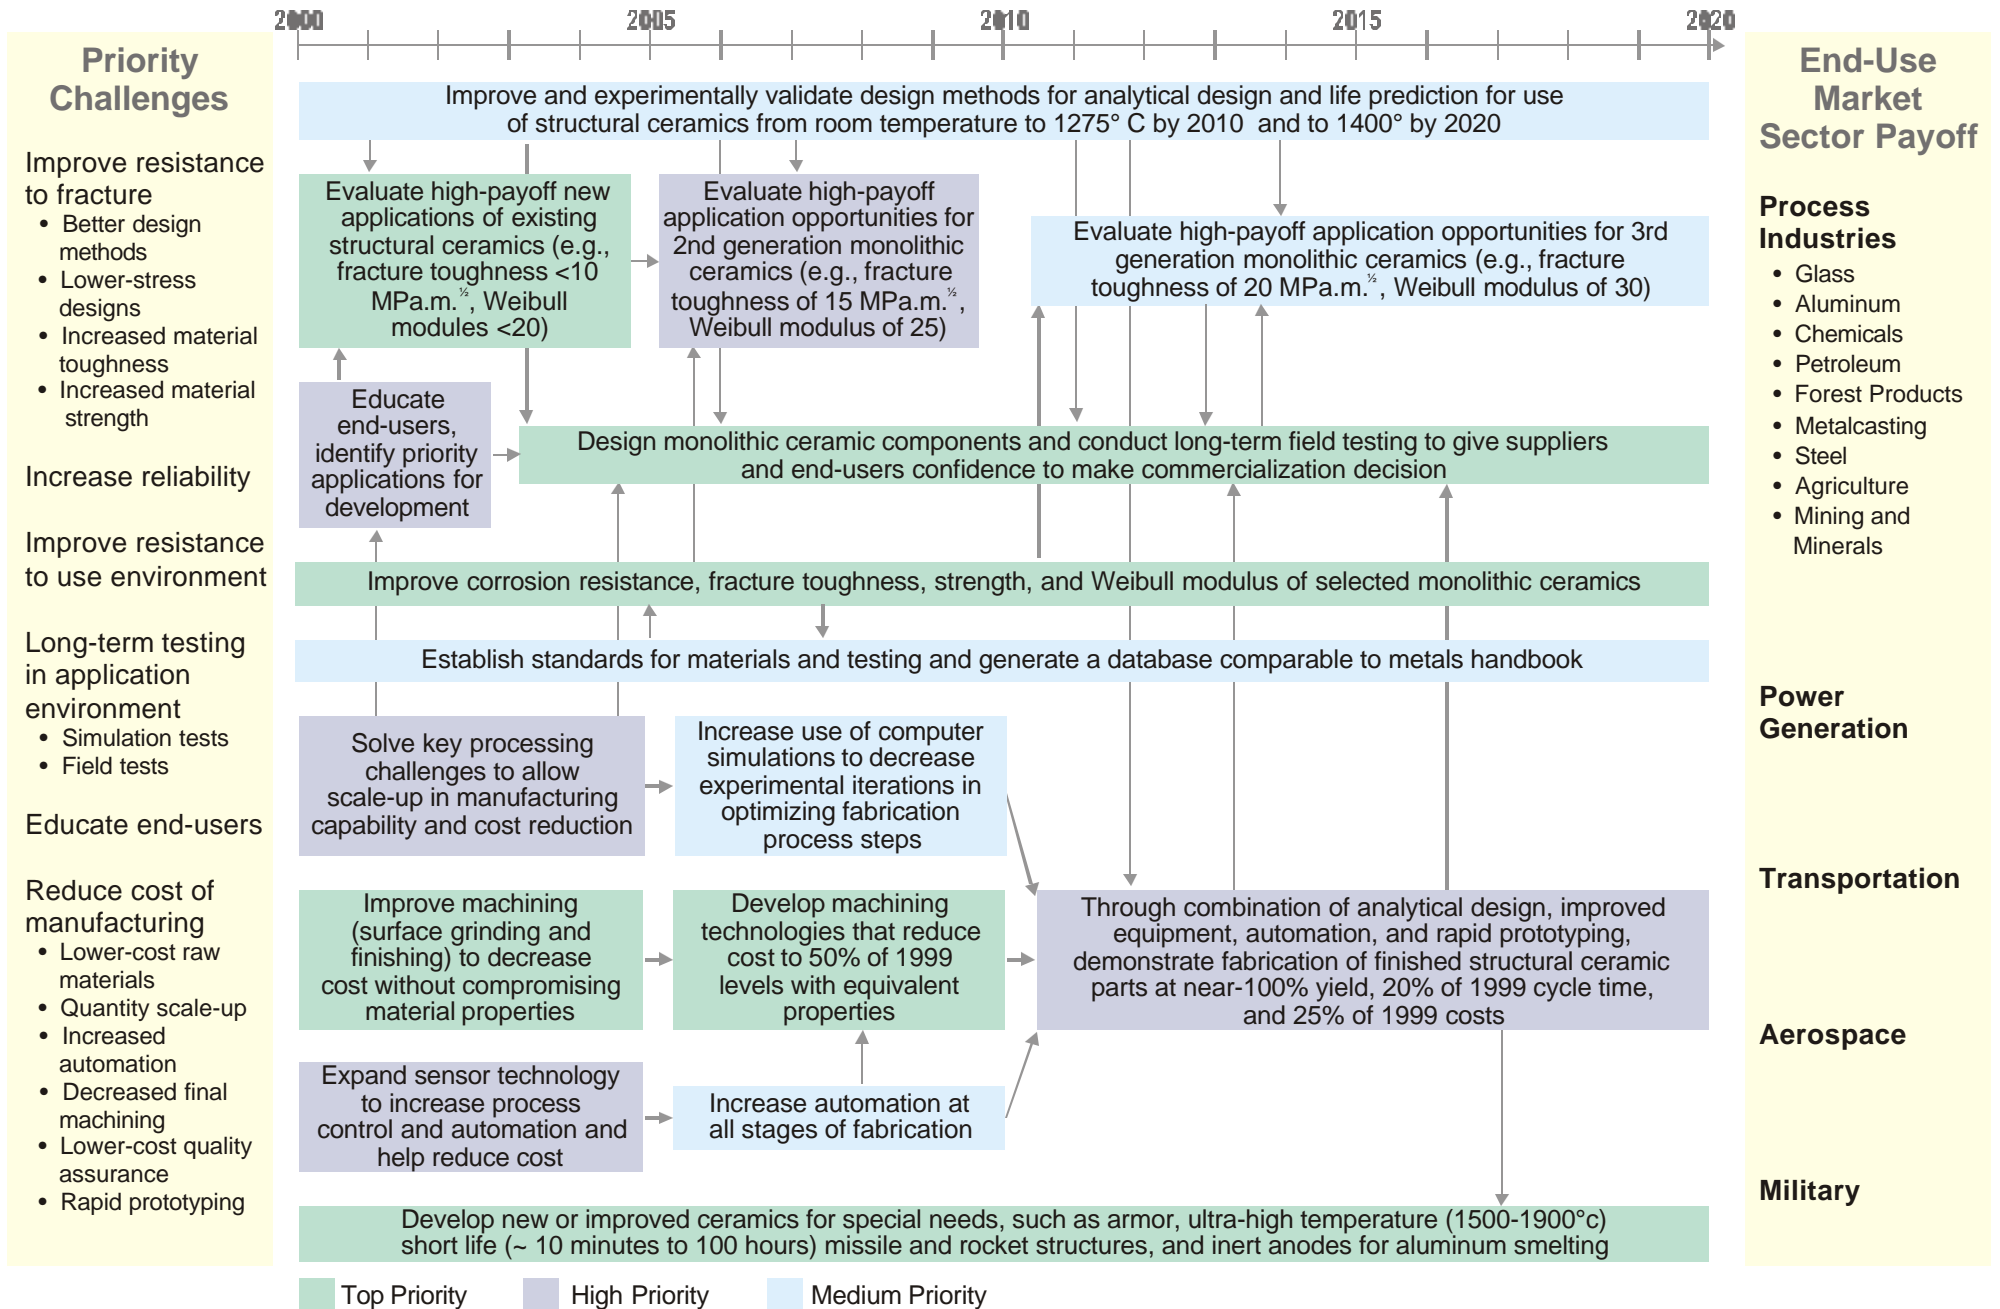 2000
2005
2010
2015
2020
Priority
Challenges
Improve resistance
to fracture
• Better design
methods
• Lower-stress
designs
• Increased material
toughness
• Increased material
strength
Increase reliability
Improve resistance
to use environment
Long-term testing
in application
environment
• Simulation tests
• Field tests
Educate end-users
Reduce cost of
manufacturing
• Lower-cost raw
materials
• Quantity scale-up
• Increased
automation
• Decreased final
machining
• Lower-cost quality
assurance
• Rapid prototyping
Improve and experimentally validate design methods for analytical design and life prediction for use
of structural ceramics from room temperature to 1275° C by 2010 and to 1400° by 2020
Evaluate high-payoff new
applications of existing
structural ceramics (e.g.,
fracture toughness <10
MPa.m.½, Weibull
modules <20)
Evaluate high-payoff
application opportunities for
2nd generation monolithic
ceramics (e.g., fracture
toughness of 15 MPa.m.½,
Weibull modulus of 25)
Evaluate high-payoff application opportunities for 3rd
generation monolithic ceramics (e.g., fracture
toughness of 20 MPa.m.½, Weibull modulus of 30)
Educate
end-users,
identify priority
applications for
development
Design monolithic ceramic components and conduct long-term field testing to give suppliers
and end-users confidence to make commercialization decision
Improve corrosion resistance, fracture toughness, strength, and Weibull modulus of selected monolithic ceramics
Establish standards for materials and testing and generate a database comparable to metals handbook
Solve key processing
challenges to allow
scale-up in manufacturing
capability and cost reduction
Increase use of computer
simulations to decrease
experimental iterations in
optimizing fabrication
process steps
Improve machining
(surface grinding and
finishing) to decrease
cost without compromising
material properties
Develop machining
technologies that reduce
cost to 50% of 1999
levels with equivalent
properties
Through combination of analytical design, improved
equipment, automation, and rapid prototyping,
demonstrate fabrication of finished structural ceramic
parts at near-100% yield, 20% of 1999 cycle time,
and 25% of 1999 costs
Expand sensor technology
to increase process
control and automation and
help reduce cost
Increase automation at
all stages of fabrication
Develop new or improved ceramics for special needs, such as armor, ultra-high temperature (1500-1900°c)
short life (~ 10 minutes to 100 hours) missile and rocket structures, and inert anodes for aluminum smelting
Top Priority
High Priority
Medium Priority
End-Use
Market
Sector Payoff
Process
Industries
• Glass
• Aluminum
• Chemicals
• Petroleum
• Forest Products
• Metalcasting
• Steel
• Agriculture
• Mining and
Minerals
Power
Generation
Transportation
Aerospace
Military